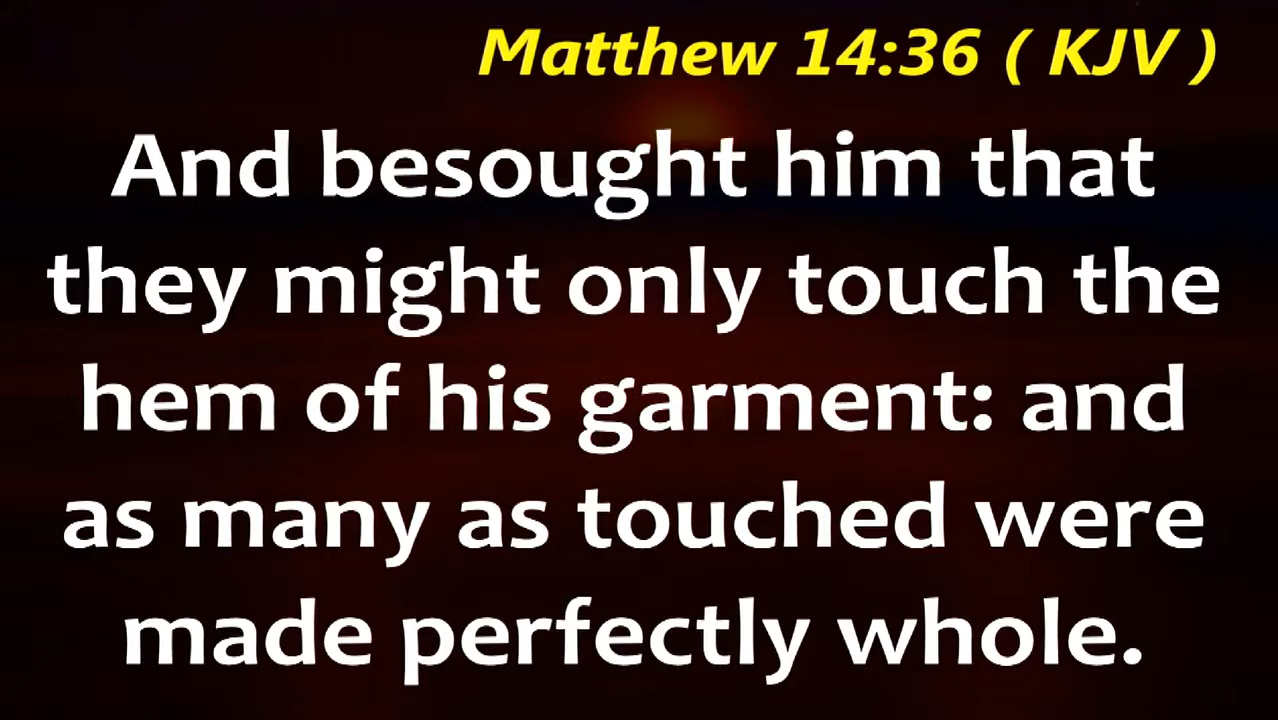 Matthew 14:36 ( KJV )
And besought him that
they might only touch the
hem of his garment: and
as many as touched were
made perfectly whole.